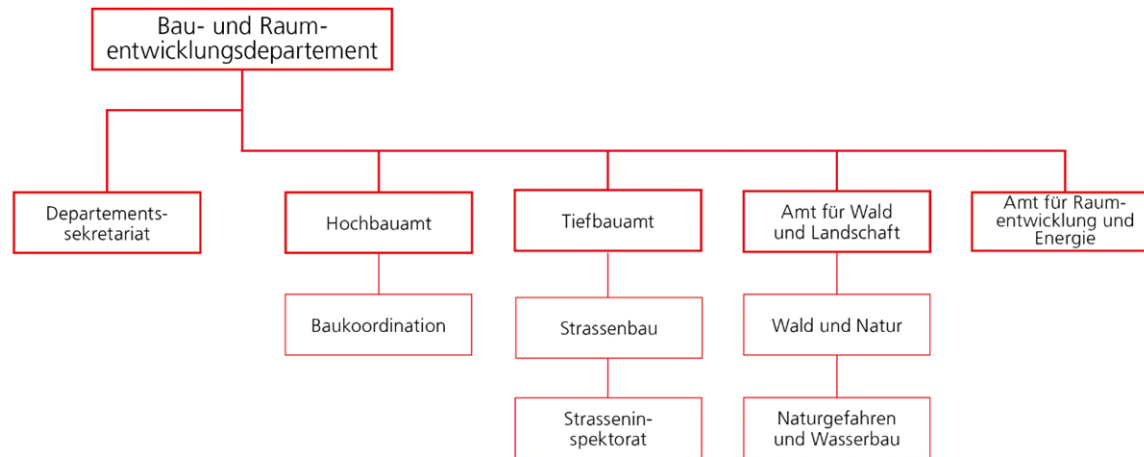 Bau- und Raum-
entwicklungsdepartement
Departements-
sekretariat
Hochbauamt
Tiefbauamt
Amt für Wald
und Landschaft
Amt für Raum-
entwicklung und
Energie
Baukoordination
Strassenbau
Wald und Natur
Strassenin-
spektorat
Naturgefahren
und Wasserbau